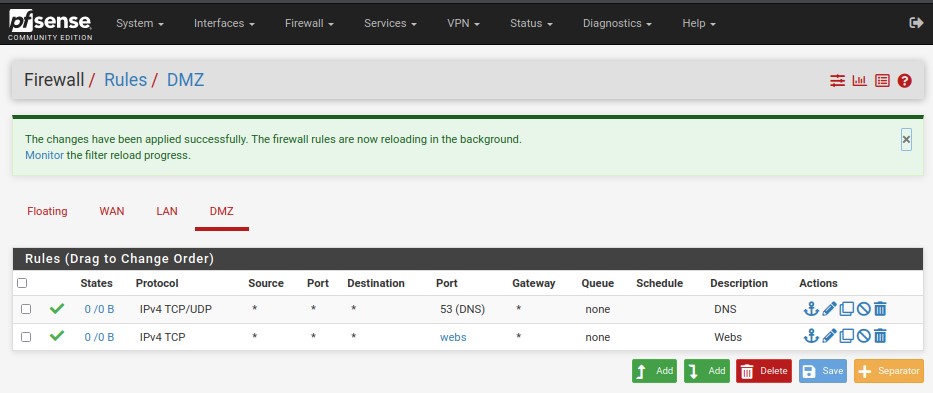 pfsense
COMMUNITY EDITION
System Interfaces Firewall Services VPN Status Diagnostics Help
Firewall / Rules / DMZ
The changes have been applied successfully. The firewall rules are now reloading in the background.
Monitor the filter reload progress.
Floating WAN LAN DMZ
Rules (Drag to Change Order)
States Protocol Source Port Destination Port Gateway Queue Schedule Description Actions
0 /0 B IPv4 TCP/UDP * * * 53 (DNS) * none DNS
0 /0 B IPv4 TCP * * * webs * none Webs
Add Add Delete Save Separator